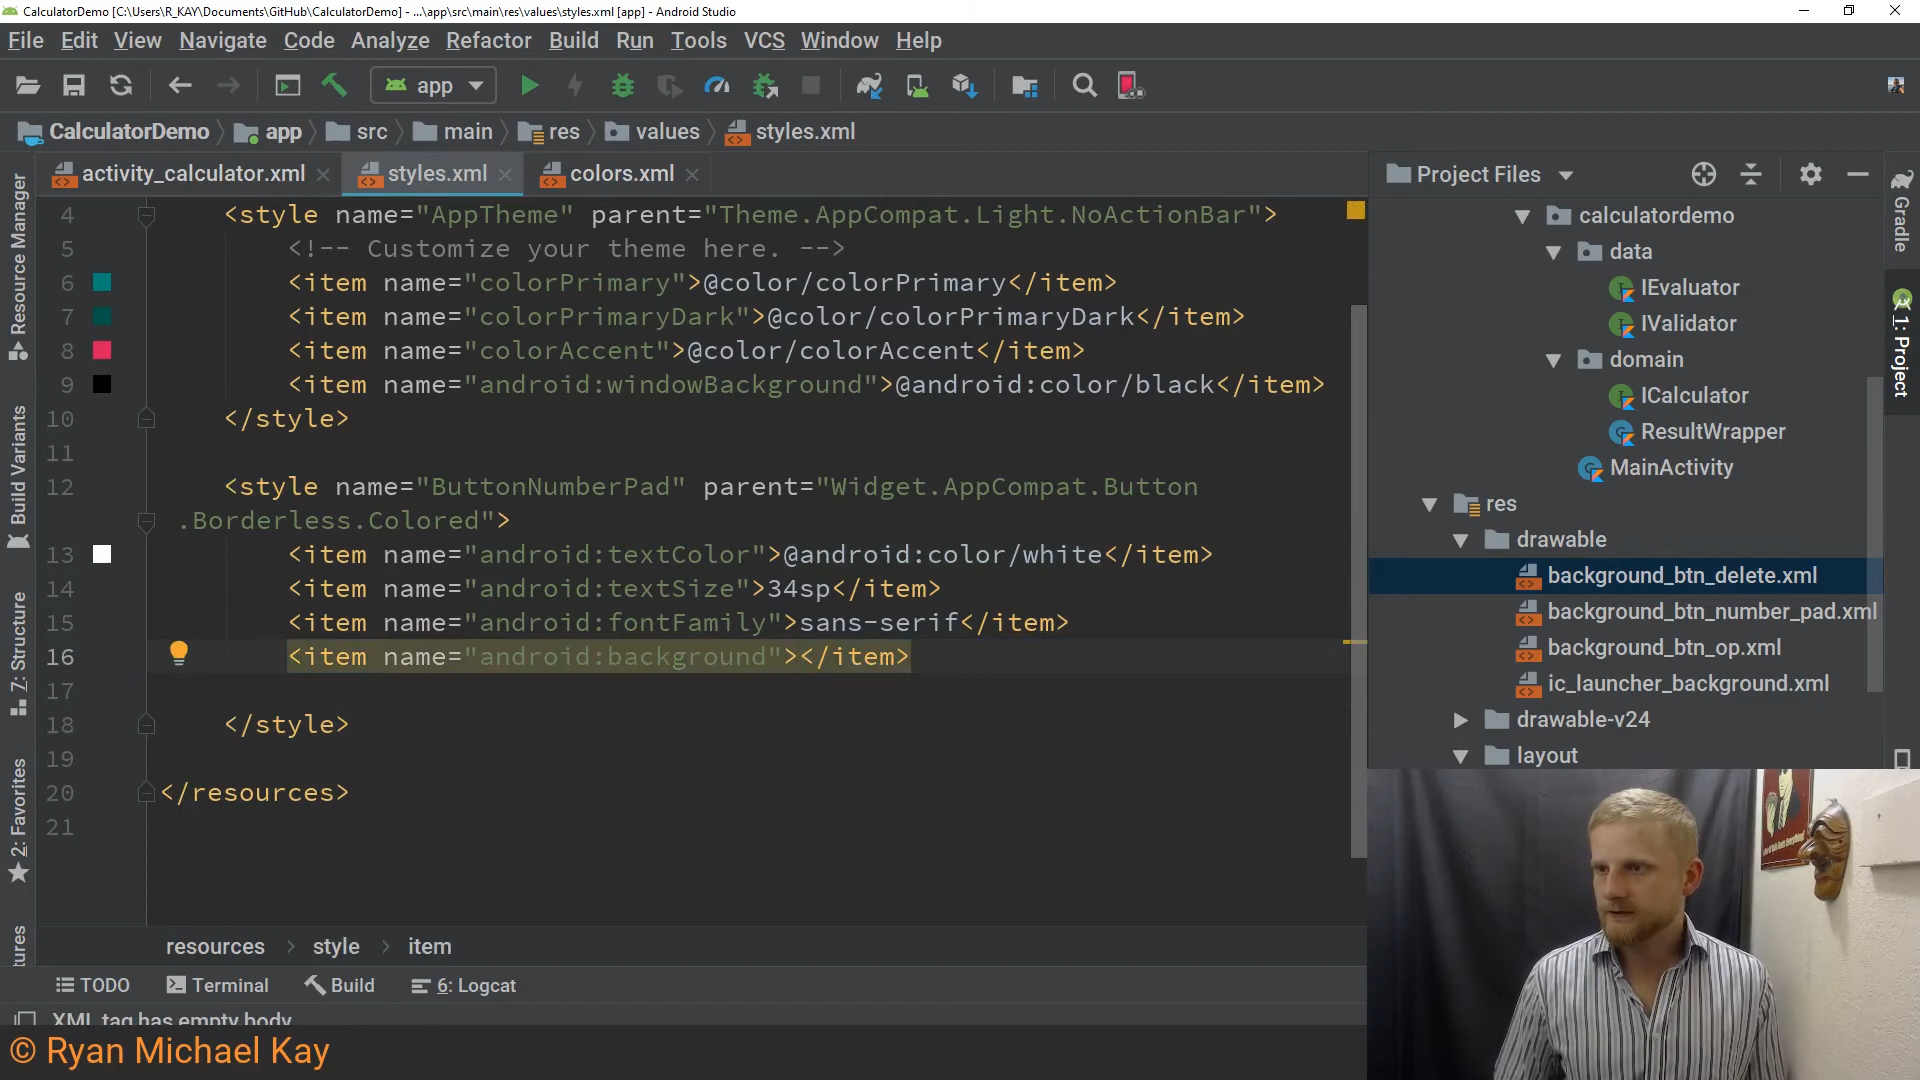 CalculatorDemo [C:\Users\R_KAY\Documents\GitHub\CalculatorDemo] - ...\app\src\main\res\values\styles.xml [app] - Android Studio
File Edit View Navigate Code Analyze Refactor Build Run Tools VCS Window Help
app
CalculatorDemo app src main res values styles.xml
activity_calculator.xml styles.xml colors.xml
4 <style name="AppTheme" parent="Theme.AppCompat.Light.NoActionBar">
5 <!-- Customize your theme here. -->
6 <item name="colorPrimary">@color/colorPrimary</item>
7 <item name="colorPrimaryDark">@color/colorPrimaryDark</item>
8 <item name="colorAccent">@color/colorAccent</item>
9 <item name="android:windowBackground">@android:color/black</item>
10 </style>
11
12 <style name="ButtonNumberPad" parent="Widget.AppCompat.Button
.Borderless.Colored">
13 <item name="android:textColor">@android:color/white</item>
14 <item name="android:textSize">34sp</item>
15 <item name="android:fontFamily">sans-serif</item>
16 <item name="android:background"></item>
17
18 </style>
19
20 </resources>
21
resources > style > item
TODO Terminal Build 6: Logcat
XML tag has empty body
© Ryan Michael Kay
Resource Manager
Build Variants
7: Structure
2: Favorites
Project Files
calculatordemo
data
IEvaluator
IValidator
domain
ICalculator
ResultWrapper
MainActivity
res
drawable
background_btn_delete.xml
background_btn_number_pad.xml
background_btn_op.xml
ic_launcher_background.xml
drawable-v24
layout
Gradle
1: Project